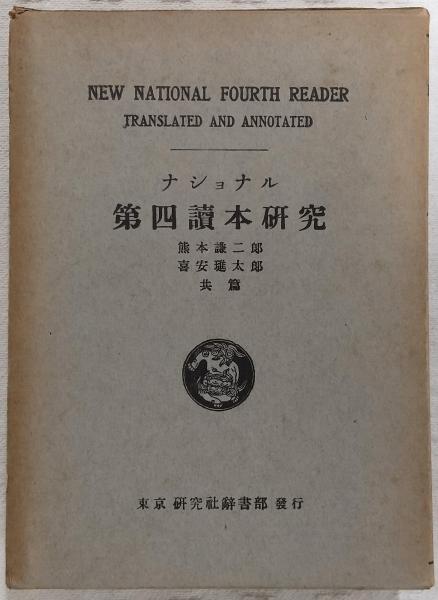 NEW NATIONAL FOURTH READER
TRANSLATED AND ANNOTATED
ナショナル
第四讀本研究
熊本謙二郎
喜安璡太郎
共篇
東京 研究社辭書部 發行